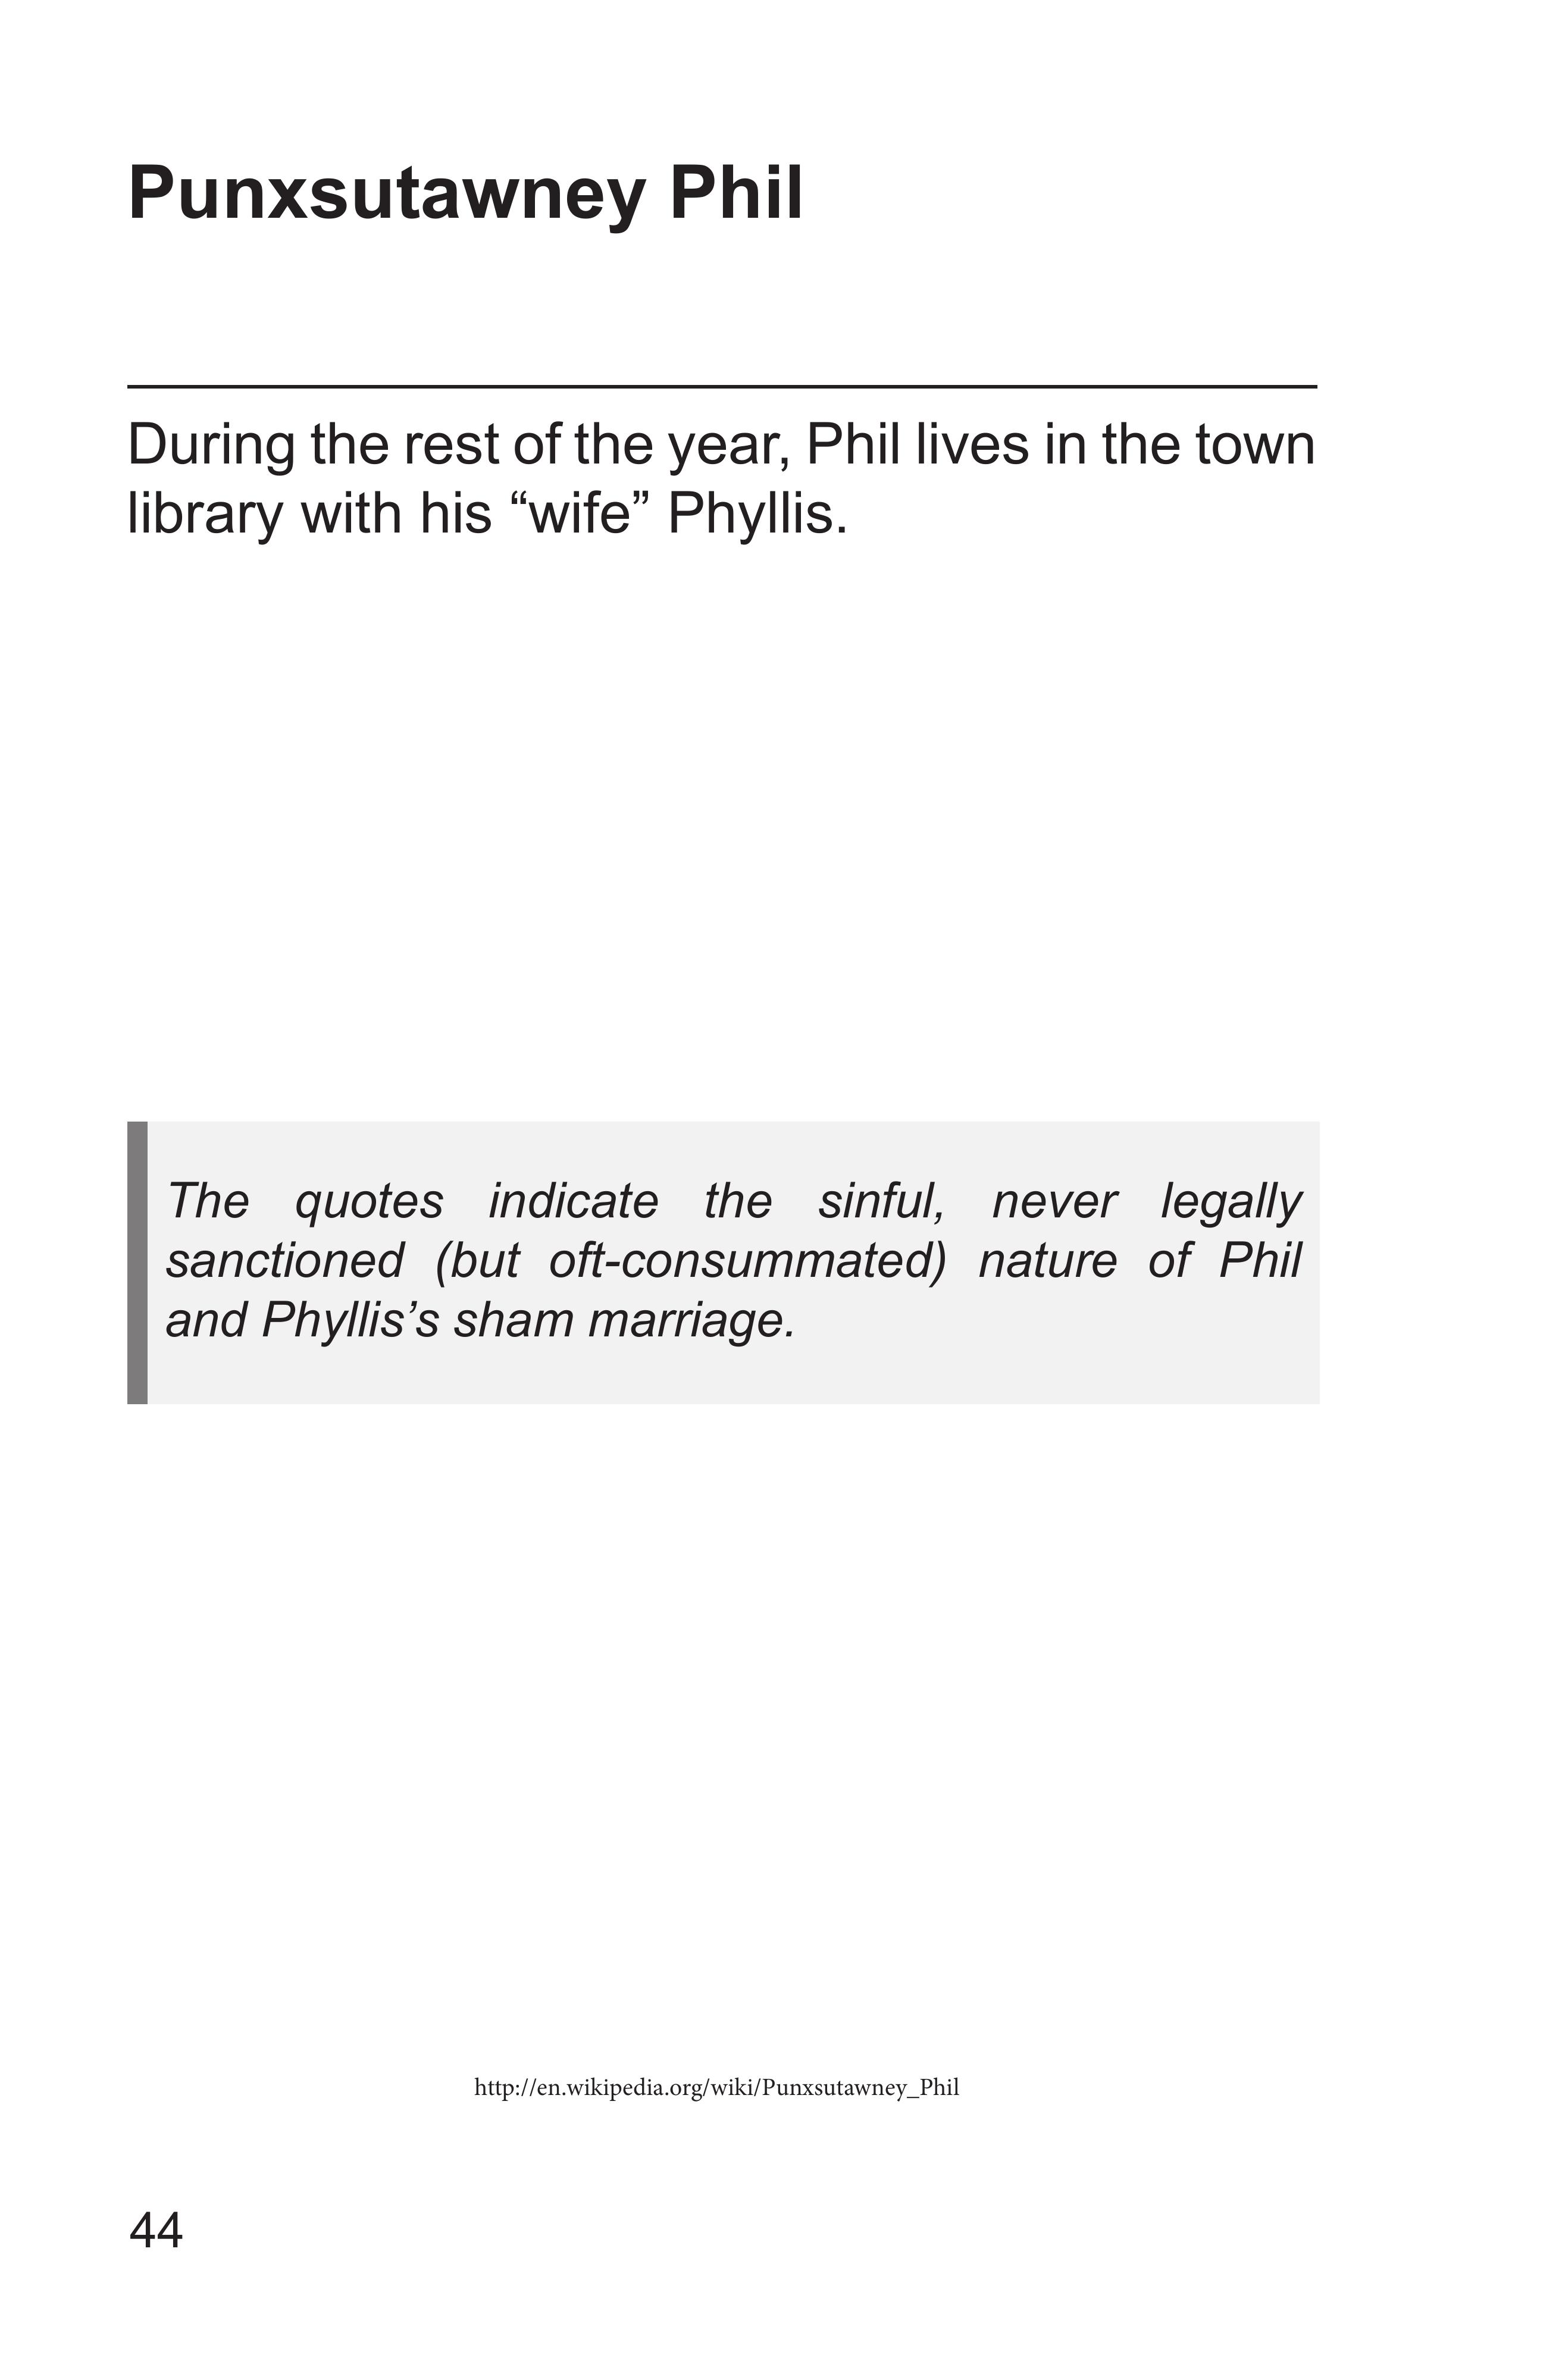 Punxsutawney Phil
During the rest of the year, Phil lives in the town
library with his “wife” Phyllis.
The quotes indicate the sinful, never legally
sanctioned (but oft-consummated) nature of Phil
and Phyllis’s sham marriage.
http://en.wikipedia.org/wiki/Punxsutawney_Phil
44